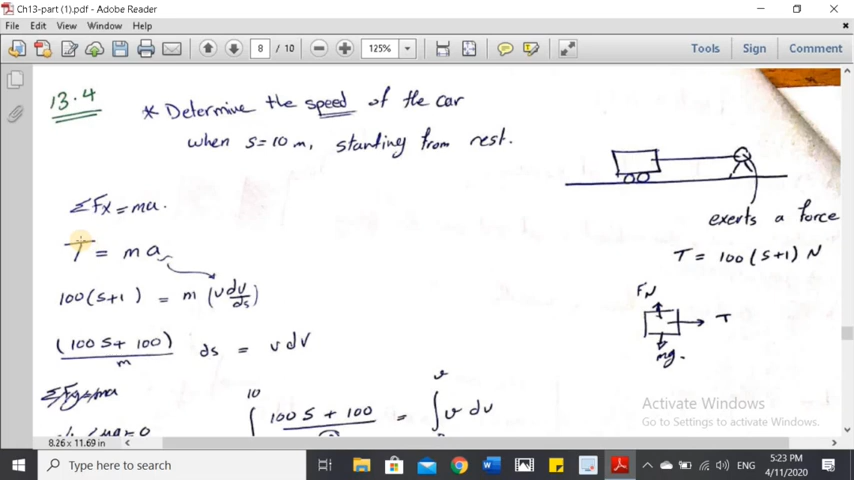 Ch13-part (1).pdf - Adobe Reader
File Edit View Window Help
8 / 10 125% Tools Sign Comment
13.4
* Determine the speed of the car
when s=10 m, starting from rest.
exerts a force
T = 100 (s+1) N
ΣFx = ma.
T = ma
100(s+1) = m (v dv/ds)
(100 s + 100)/m ds = v dv
FN
T
mg.
ΣFy=ma
10
∫ 100 s + 100 = ∫ v dv
v
Activate Windows
Go to Settings to activate Windows.
8.26 x 11.69 in
Type here to search
ENG
5:23 PM
4/11/2020